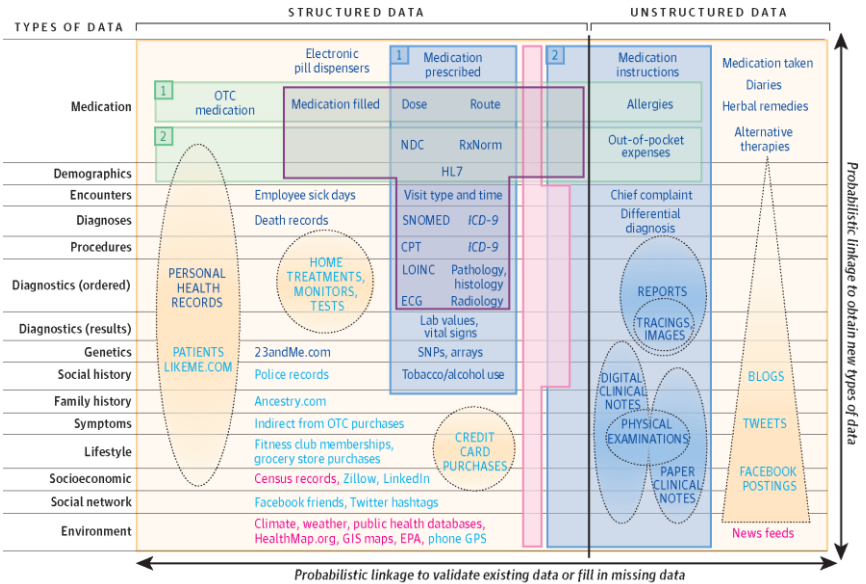 STRUCTURED DATA
UNSTRUCTURED DATA
TYPES OF DATA
Electronic
pill dispensers
1
Medication
prescribed
2
Medication
instructions
Medication taken
Diaries
Herbal remedies
Alternative
therapies
Medication
1
OTC
medication
Medication filled
Dose
Route
Allergies
2
NDC
RxNorm
Out-of-pocket
expenses
Demographics
HL7
Encounters
Employee sick days
Visit type and time
Chief complaint
Diagnoses
Death records
SNOMED
ICD-9
Differential
diagnosis
Procedures
CPT
ICD-9
Diagnostics (ordered)
PERSONAL
HEALTH
RECORDS
HOME
TREATMENTS,
MONITORS,
TESTS
LOINC
Pathology,
histology
ECG
Radiology
REPORTS
Diagnostics (results)
Lab values,
vital signs
TRACINGS,
IMAGES
Genetics
PATIENTS
LIKEME.COM
23andMe.com
SNPs, arrays
Social history
Police records
Tobacco/alcohol use
DIGITAL
CLINICAL
NOTES
BLOGS
Family history
Ancestry.com
Symptoms
Indirect from OTC purchases
CREDIT
CARD
PURCHASES
PHYSICAL
EXAMINATIONS
TWEETS
Lifestyle
Fitness club memberships,
grocery store purchases
Socioeconomic
Census records, Zillow, LinkedIn
PAPER
CLINICAL
NOTES
FACEBOOK
POSTINGS
Social network
Facebook friends, Twitter hashtags
Environment
Climate, weather, public health databases,
HealthMap.org, GIS maps, EPA, phone GPS
News feeds
Probabilistic linkage to validate existing data or fill in missing data
Probabilistic linkage to obtain new types of data